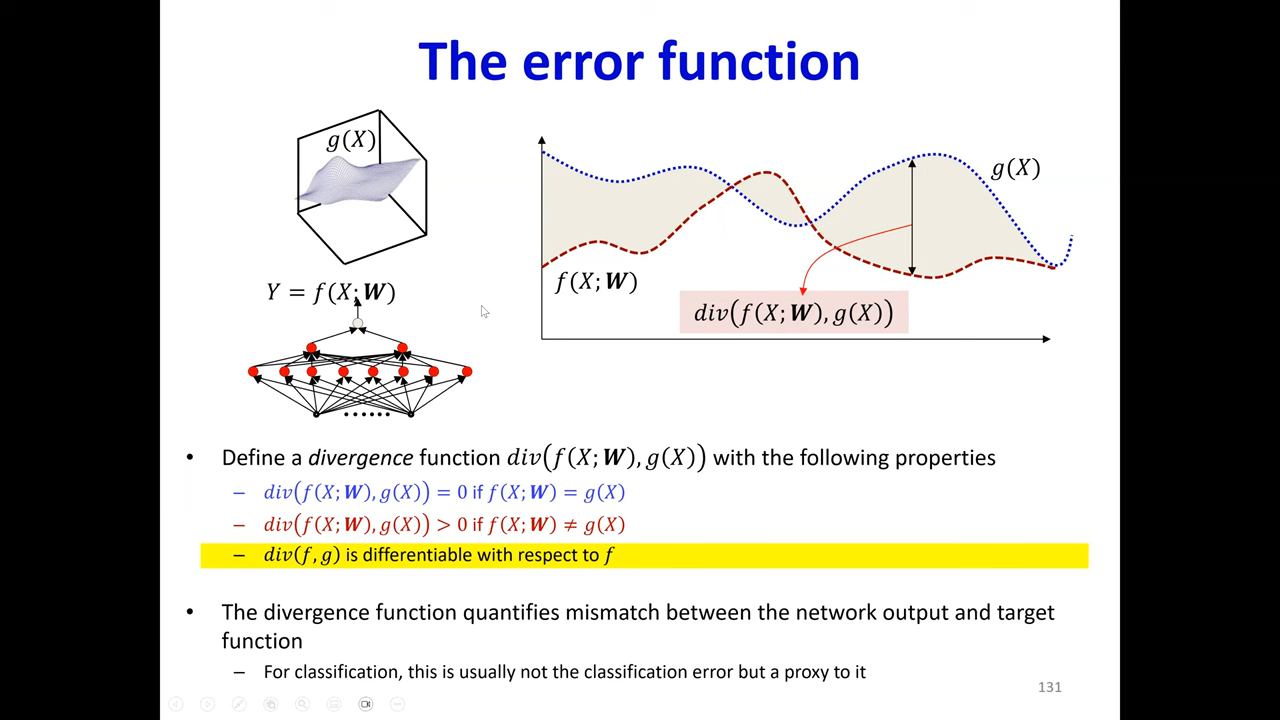 The error function
g(X)
g(X)
Y = f(X; W)
f(X; W)
div(f(X; W), g(X))
• Define a divergence function div(f(X; W), g(X)) with the following properties
– div(f(X; W), g(X)) = 0 if f(X; W) = g(X)
– div(f(X; W), g(X)) > 0 if f(X; W) ≠ g(X)
– div(f, g) is differentiable with respect to f
• The divergence function quantifies mismatch between the network output and target
function
– For classification, this is usually not the classification error but a proxy to it
131